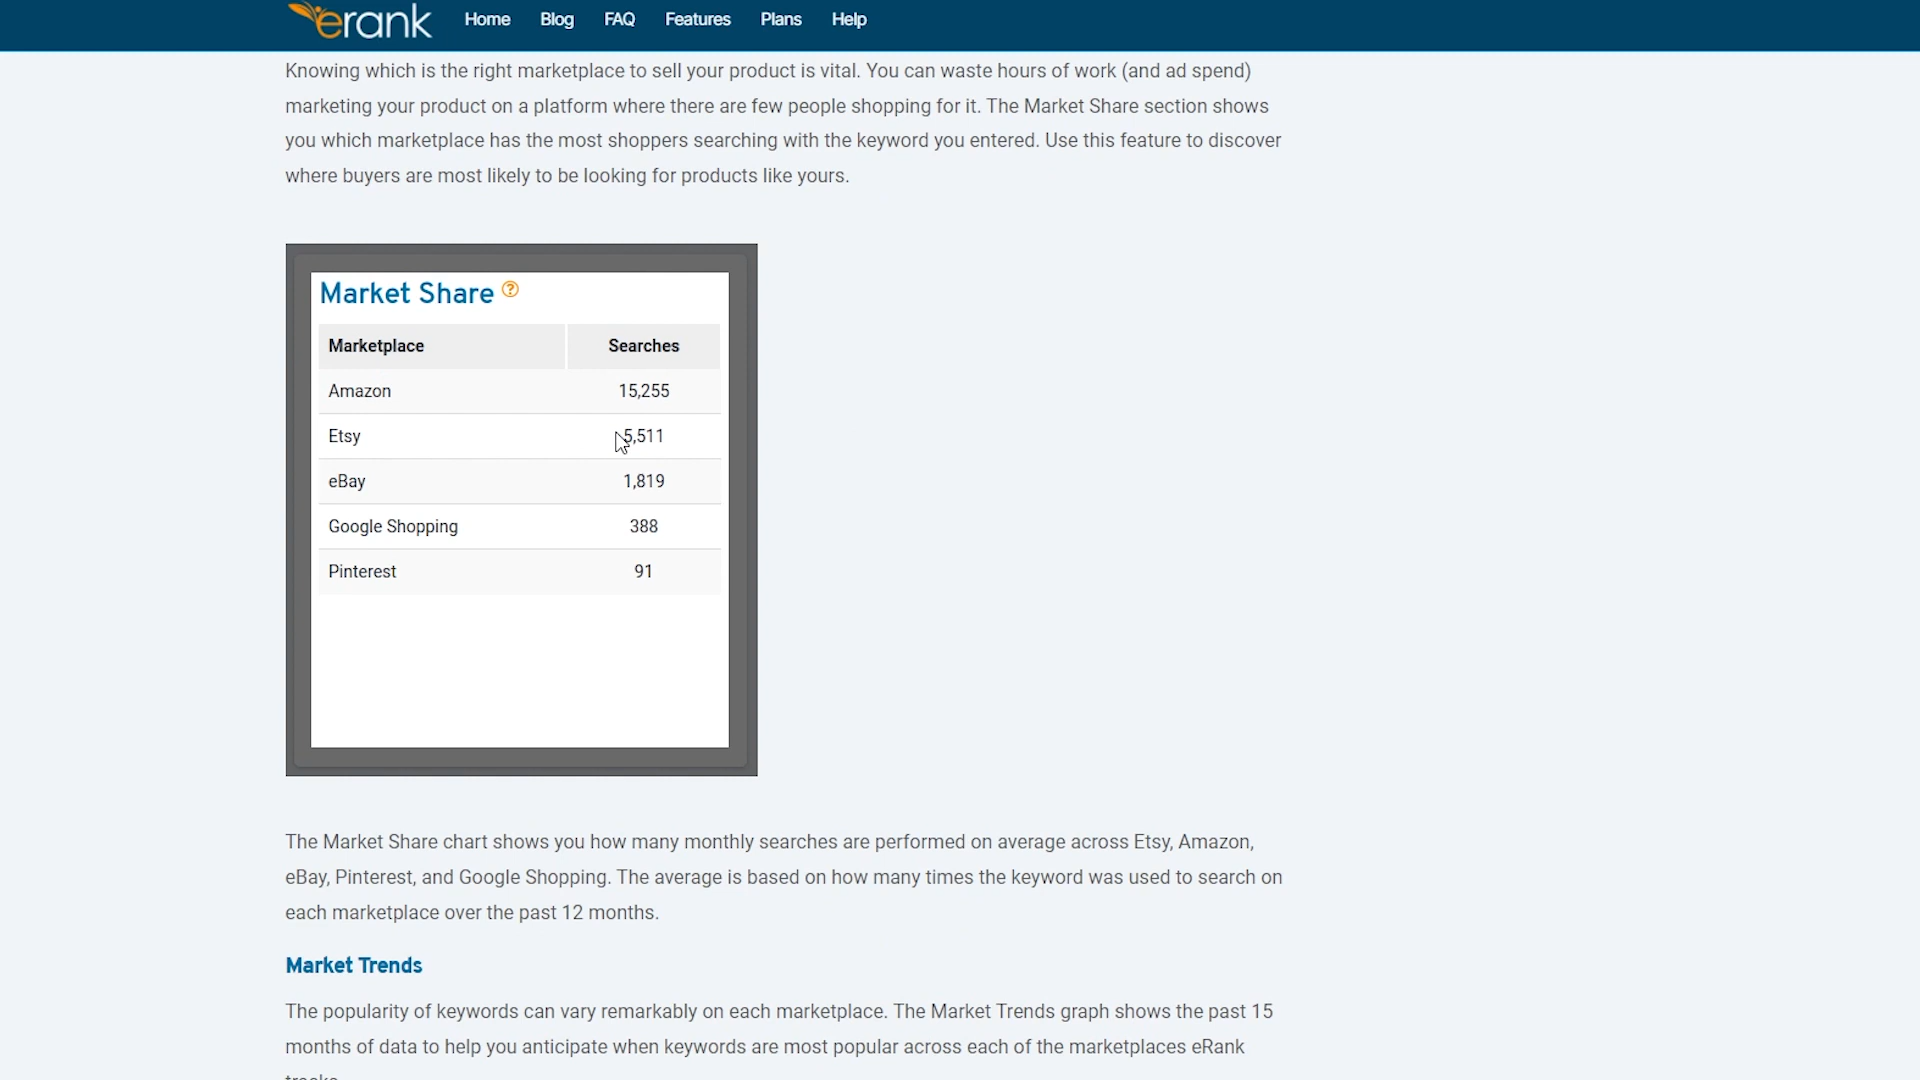 erank Home Blog FAQ Features Plans Help
Knowing which is the right marketplace to sell your product is vital. You can waste hours of work (and ad spend)
marketing your product on a platform where there are few people shopping for it. The Market Share section shows
you which marketplace has the most shoppers searching with the keyword you entered. Use this feature to discover
where buyers are most likely to be looking for products like yours.
Market Share ?
Marketplace Searches
Amazon 15,255
Etsy 5,511
eBay 1,819
Google Shopping 388
Pinterest 91
The Market Share chart shows you how many monthly searches are performed on average across Etsy, Amazon,
eBay, Pinterest, and Google Shopping. The average is based on how many times the keyword was used to search on
each marketplace over the past 12 months.
Market Trends
The popularity of keywords can vary remarkably on each marketplace. The Market Trends graph shows the past 15
months of data to help you anticipate when keywords are most popular across each of the marketplaces eRank